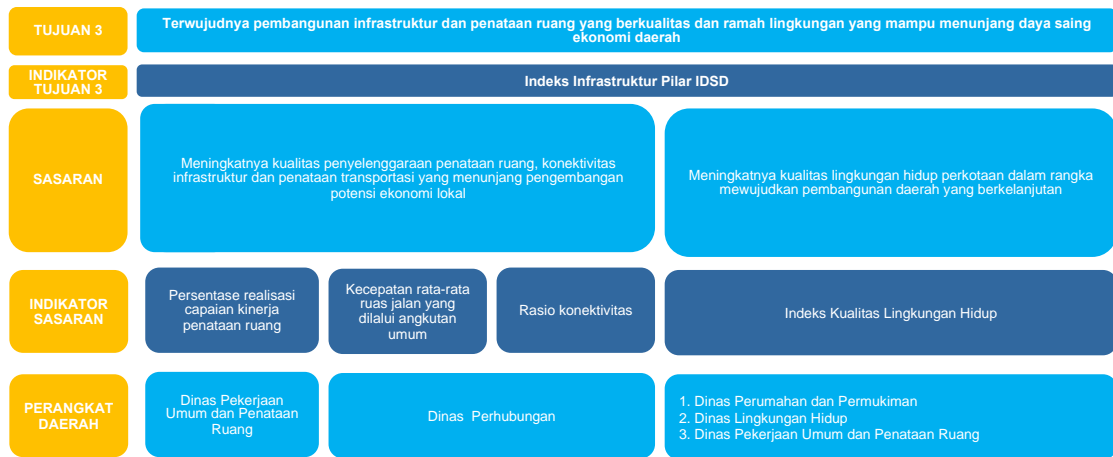 TUJUAN 3
Terwujudnya pembangunan infrastruktur dan penataan ruang yang berkualitas dan ramah lingkungan yang mampu menunjang daya saing
ekonomi daerah
INDIKATOR
TUJUAN 3
Indeks Infrastruktur Pilar IDSD
SASARAN
Meningkatnya kualitas penyelenggaraan penataan ruang, konektivitas
infrastruktur dan penataan transportasi yang menunjang pengembangan
potensi ekonomi lokal
Meningkatnya kualitas lingkungan hidup perkotaan dalam rangka
mewujudkan pembangunan daerah yang berkelanjutan
INDIKATOR
SASARAN
Persentase realisasi
capaian kinerja
penataan ruang
Kecepatan rata-rata
ruas jalan yang
dilalui angkutan
umum
Rasio konektivitas
Indeks Kualitas Lingkungan Hidup
PERANGKAT
DAERAH
Dinas Pekerjaan
Umum dan Penataan
Ruang
Dinas Perhubungan
1. Dinas Perumahan dan Permukiman
2. Dinas Lingkungan Hidup
3. Dinas Pekerjaan Umum dan Penataan Ruang